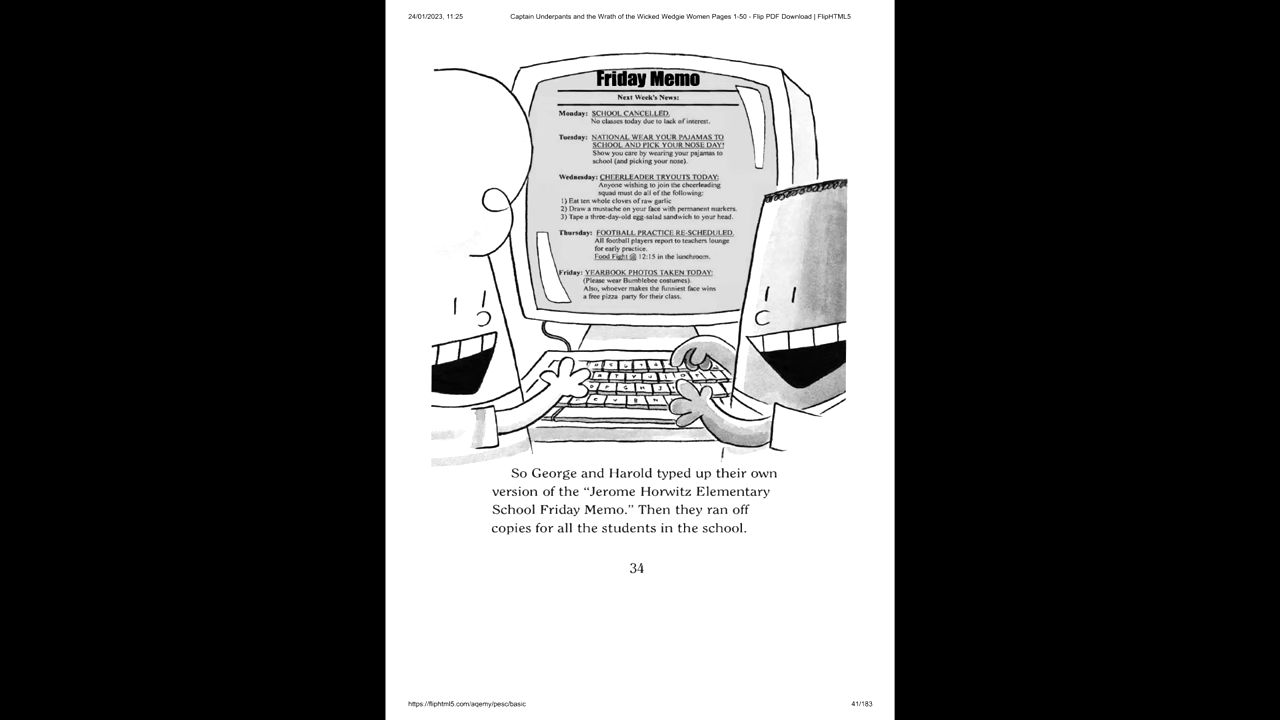 24/01/2023, 11:25
Captain Underpants and the Wrath of the Wicked Wedgie Women Pages 1-50 - Flip PDF Download | FlipHTML5
Friday Memo
Next Week's News:
Monday: SCHOOL CANCELLED.
No classes today due to lack of interest.
Tuesday: NATIONAL WEAR YOUR PAJAMAS TO
SCHOOL AND PICK YOUR NOSE DAY!
Show you care by wearing your pajamas to
school (and picking your nose).
Wednesday: CHEERLEADER TRYOUTS TODAY:
Anyone wishing to join the cheerleading
squad must do all of the following:
1) Eat ten whole cloves of raw garlic
2) Draw a mustache on your face with permanent markers.
3) Tape a three-day-old egg-salad sandwich to your head.
Thursday: FOOTBALL PRACTICE RE-SCHEDULED.
All football players report to teachers lounge
for early practice.
Food Fight @ 12:15 in the lunchroom.
Friday: YEARBOOK PHOTOS TAKEN TODAY:
(Please wear Bumblebee costumes).
Also, whoever makes the funniest face wins
a free pizza party for their class.
So George and Harold typed up their own
version of the “Jerome Horwitz Elementary
School Friday Memo.” Then they ran off
copies for all the students in the school.
34
https://fliphtml5.com/aqemy/pesc/basic
41/183